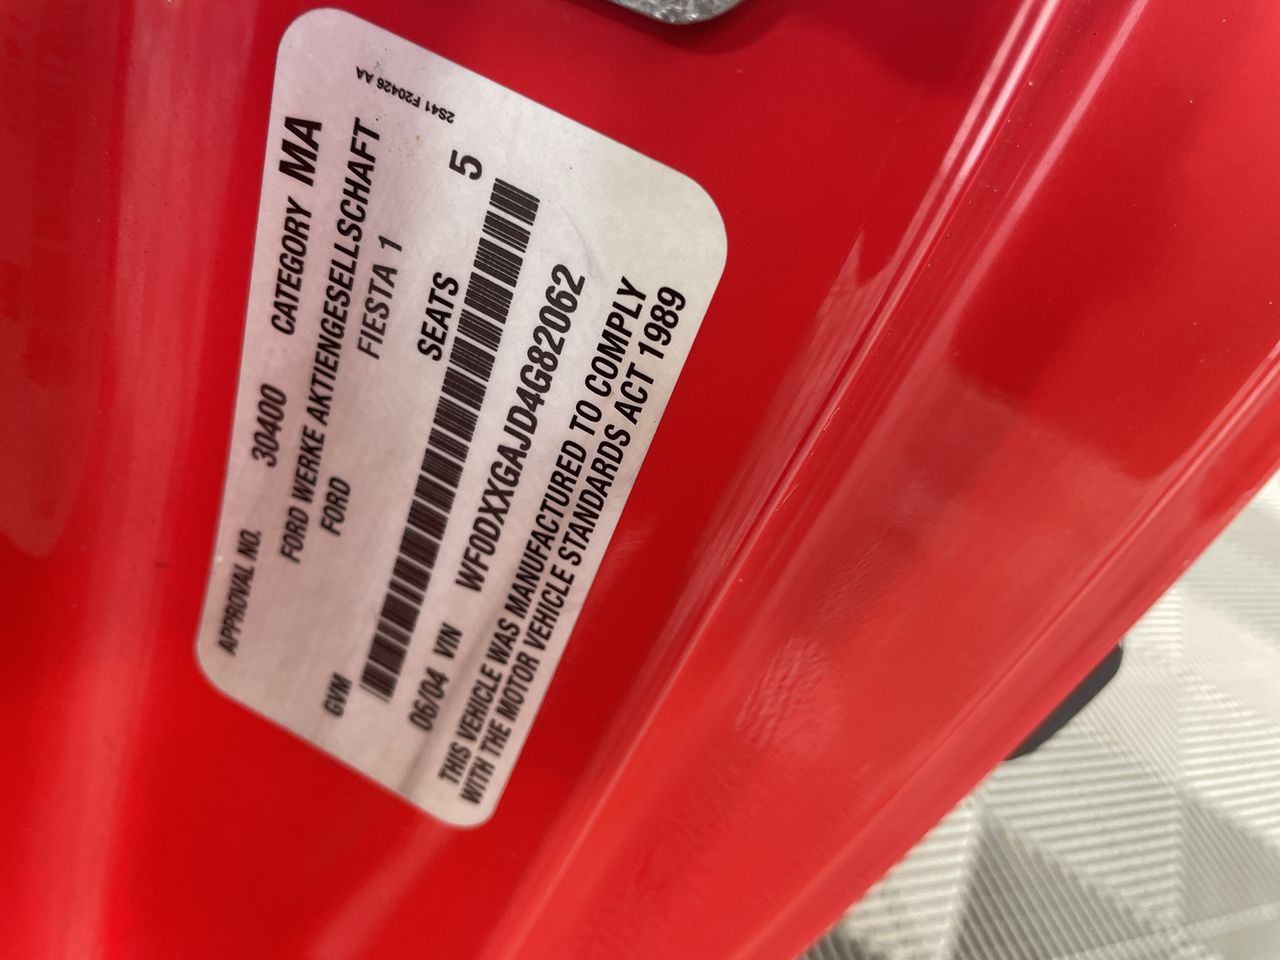 2S41 F20426 AA
APPROVAL NO. 30400 CATEGORY MA
FORD WERKE AKTIENGESELLSCHAFT
FORD FIESTA 1
GVM SEATS 5
06/04 VIN WF0DXXGAJD4G82062
THIS VEHICLE WAS MANUFACTURED TO COMPLY
WITH THE MOTOR VEHICLE STANDARDS ACT 1989